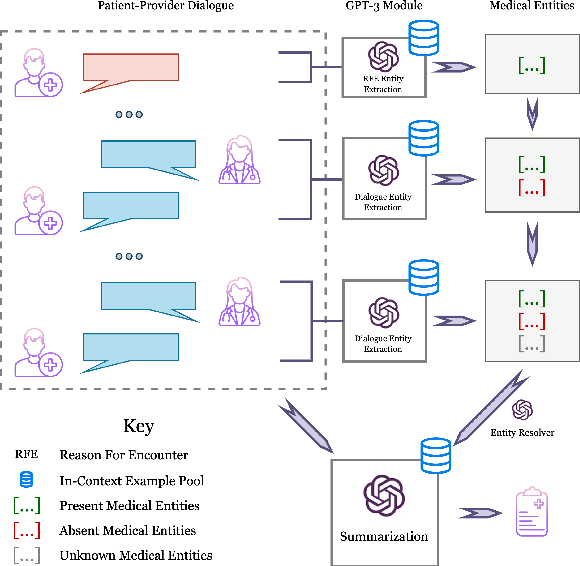 Patient-Provider Dialogue
GPT-3 Module
Medical Entities
RFE Entity
Extraction
[...]
Dialogue Entity
Extraction
[...]
[...]
Dialogue Entity
Extraction
[...]
[...]
[...]
Entity Resolver
Summarization
Key
RFE Reason For Encounter
In-Context Example Pool
[...] Present Medical Entities
[...] Absent Medical Entities
[...] Unknown Medical Entities